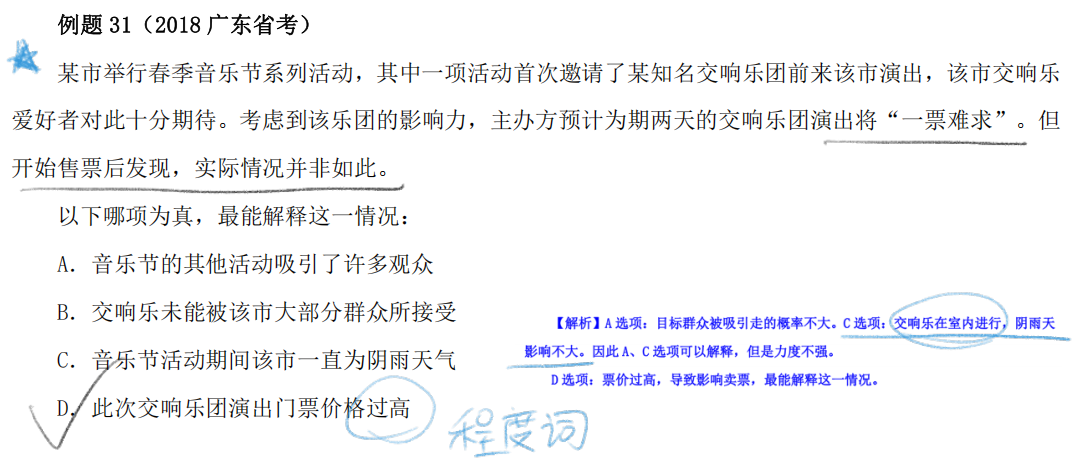 例题 31（2018 广东省考）
某市举行春季音乐节系列活动，其中一项活动首次邀请了某知名交响乐团前来该市演出，该市交响乐
爱好者对此十分期待。考虑到该乐团的影响力，主办方预计为期两天的交响乐团演出将“一票难求”。但
开始售票后发现，实际情况并非如此。
以下哪项为真，最能解释这一情况：
A．音乐节的其他活动吸引了许多观众
B．交响乐未能被该市大部分群众所接受
C．音乐节活动期间该市一直为阴雨天气
D．此次交响乐团演出门票价格过高
程度词
【解析】A 选项：目标群众被吸引走的概率不大。C 选项：交响乐在室内进行，阴雨天
影响不大。因此 A、C 选项可以解释，但是力度不强。
D 选项：票价过高，导致影响卖票，最能解释这一情况。